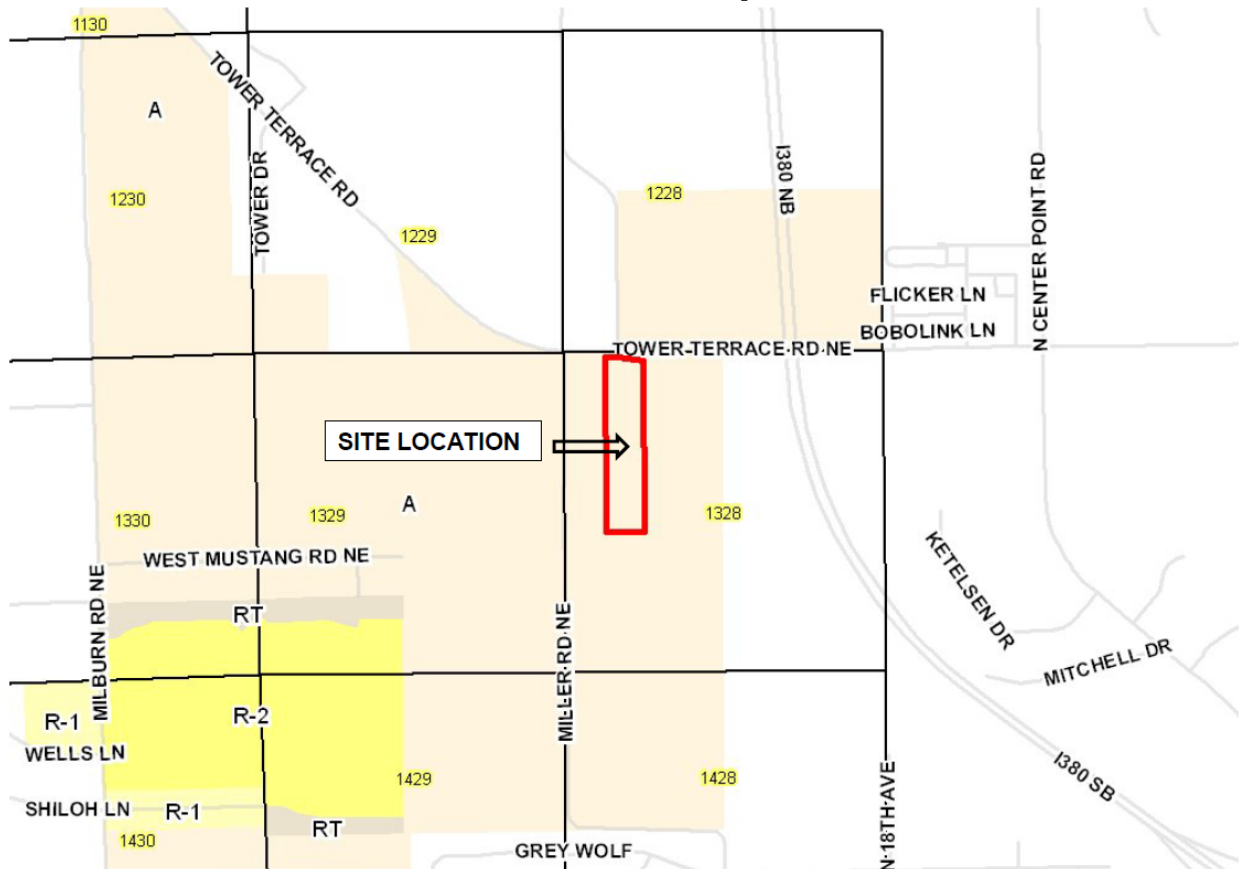 1130
A
TOWER TERRACE RD
1230
TOWER DR
1229
1228
I380 NB
N CENTER POINT RD
FLICKER LN
BOBOLINK LN
TOWER TERRACE RD NE
SITE LOCATION
1330
1329
A
1328
WEST MUSTANG RD NE
KETELSEN DR
MILBURN RD NE
RT
MILLER RD NE
MITCHELL DR
R-1
R-2
WELLS LN
1429
1428
I380 SB
SHILOH LN
R-1
RT
1430
GREY WOLF
N 18TH AVE